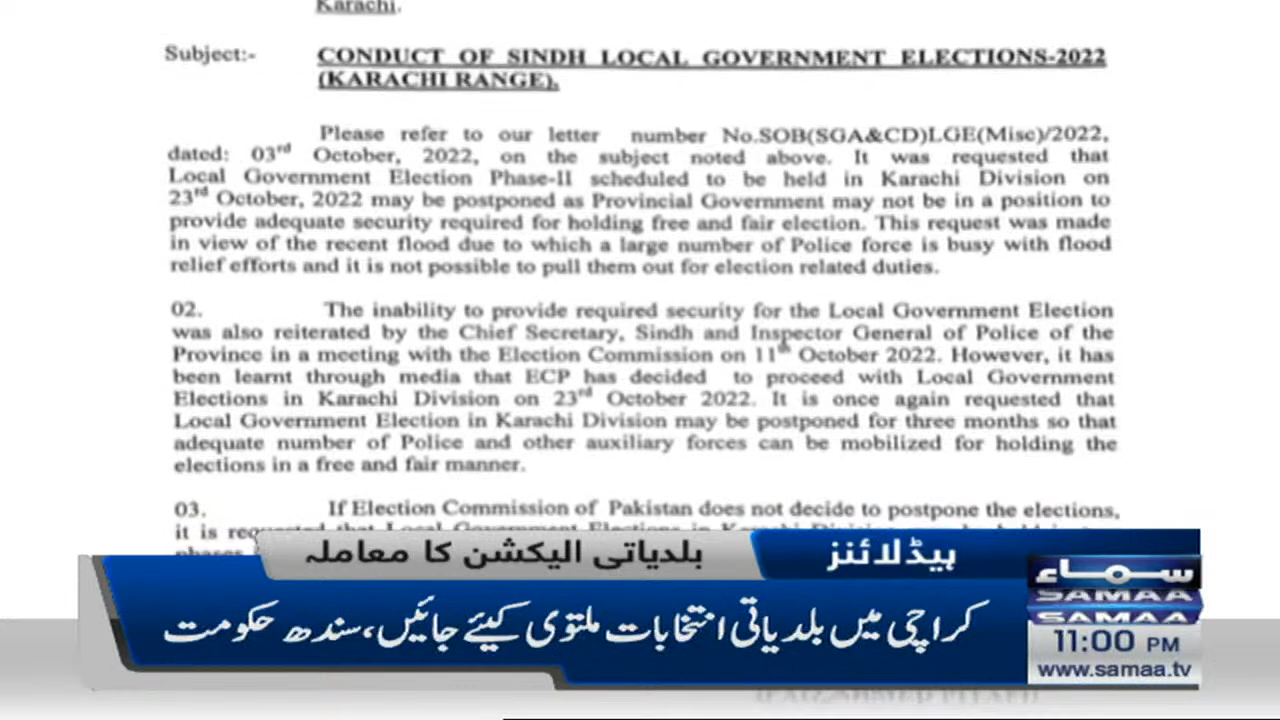 Karachi.
Subject:- CONDUCT OF SINDH LOCAL GOVERNMENT ELECTIONS-2022
(KARACHI RANGE).
Please refer to our letter number No.SOB(SGA&CD)LGE(Misc)/2022,
dated: 03rd October, 2022, on the subject noted above. It was requested that
Local Government Election Phase-II scheduled to be held in Karachi Division on
23rd October, 2022 may be postponed as Provincial Government may not be in a position to
provide adequate security required for holding free and fair election. This request was made
in view of the recent flood due to which a large number of Police force is busy with flood
relief efforts and it is not possible to pull them out for election related duties.
02. The inability to provide required security for the Local Government Election
was also reiterated by the Chief Secretary, Sindh and Inspector General of Police of the
Province in a meeting with the Election Commission on 11th October 2022. However, it has
been learnt through media that ECP has decided to proceed with Local Government
Elections in Karachi Division on 23rd October 2022. It is once again requested that
Local Government Election in Karachi Division may be postponed for three months so that
adequate number of Police and other auxiliary forces can be mobilized for holding the
elections in a free and fair manner.
03. If Election Commission of Pakistan does not decide to postpone the elections,
it is
ہیڈلائنز
بلدیاتی الیکشن کا معاملہ
کراچی میں بلدیاتی انتخابات ملتوی کیئے جائیں، سندھ حکومت
سماء
SAMAA
SAMAA
11:00 PM
www.samaa.tv